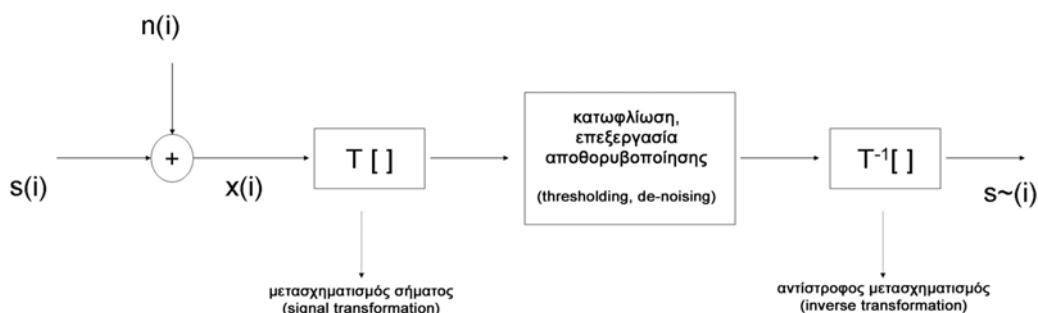 n(i)
+
s(i)
x(i)
T [ ]
κατωφλίωση,
επεξεργασία
αποθορυβοποίησης
(thresholding, de-noising)
T⁻¹[ ]
s~(i)
μετασχηματισμός σήματος
(signal transformation)
αντίστροφος μετασχηματισμός
(inverse transformation)